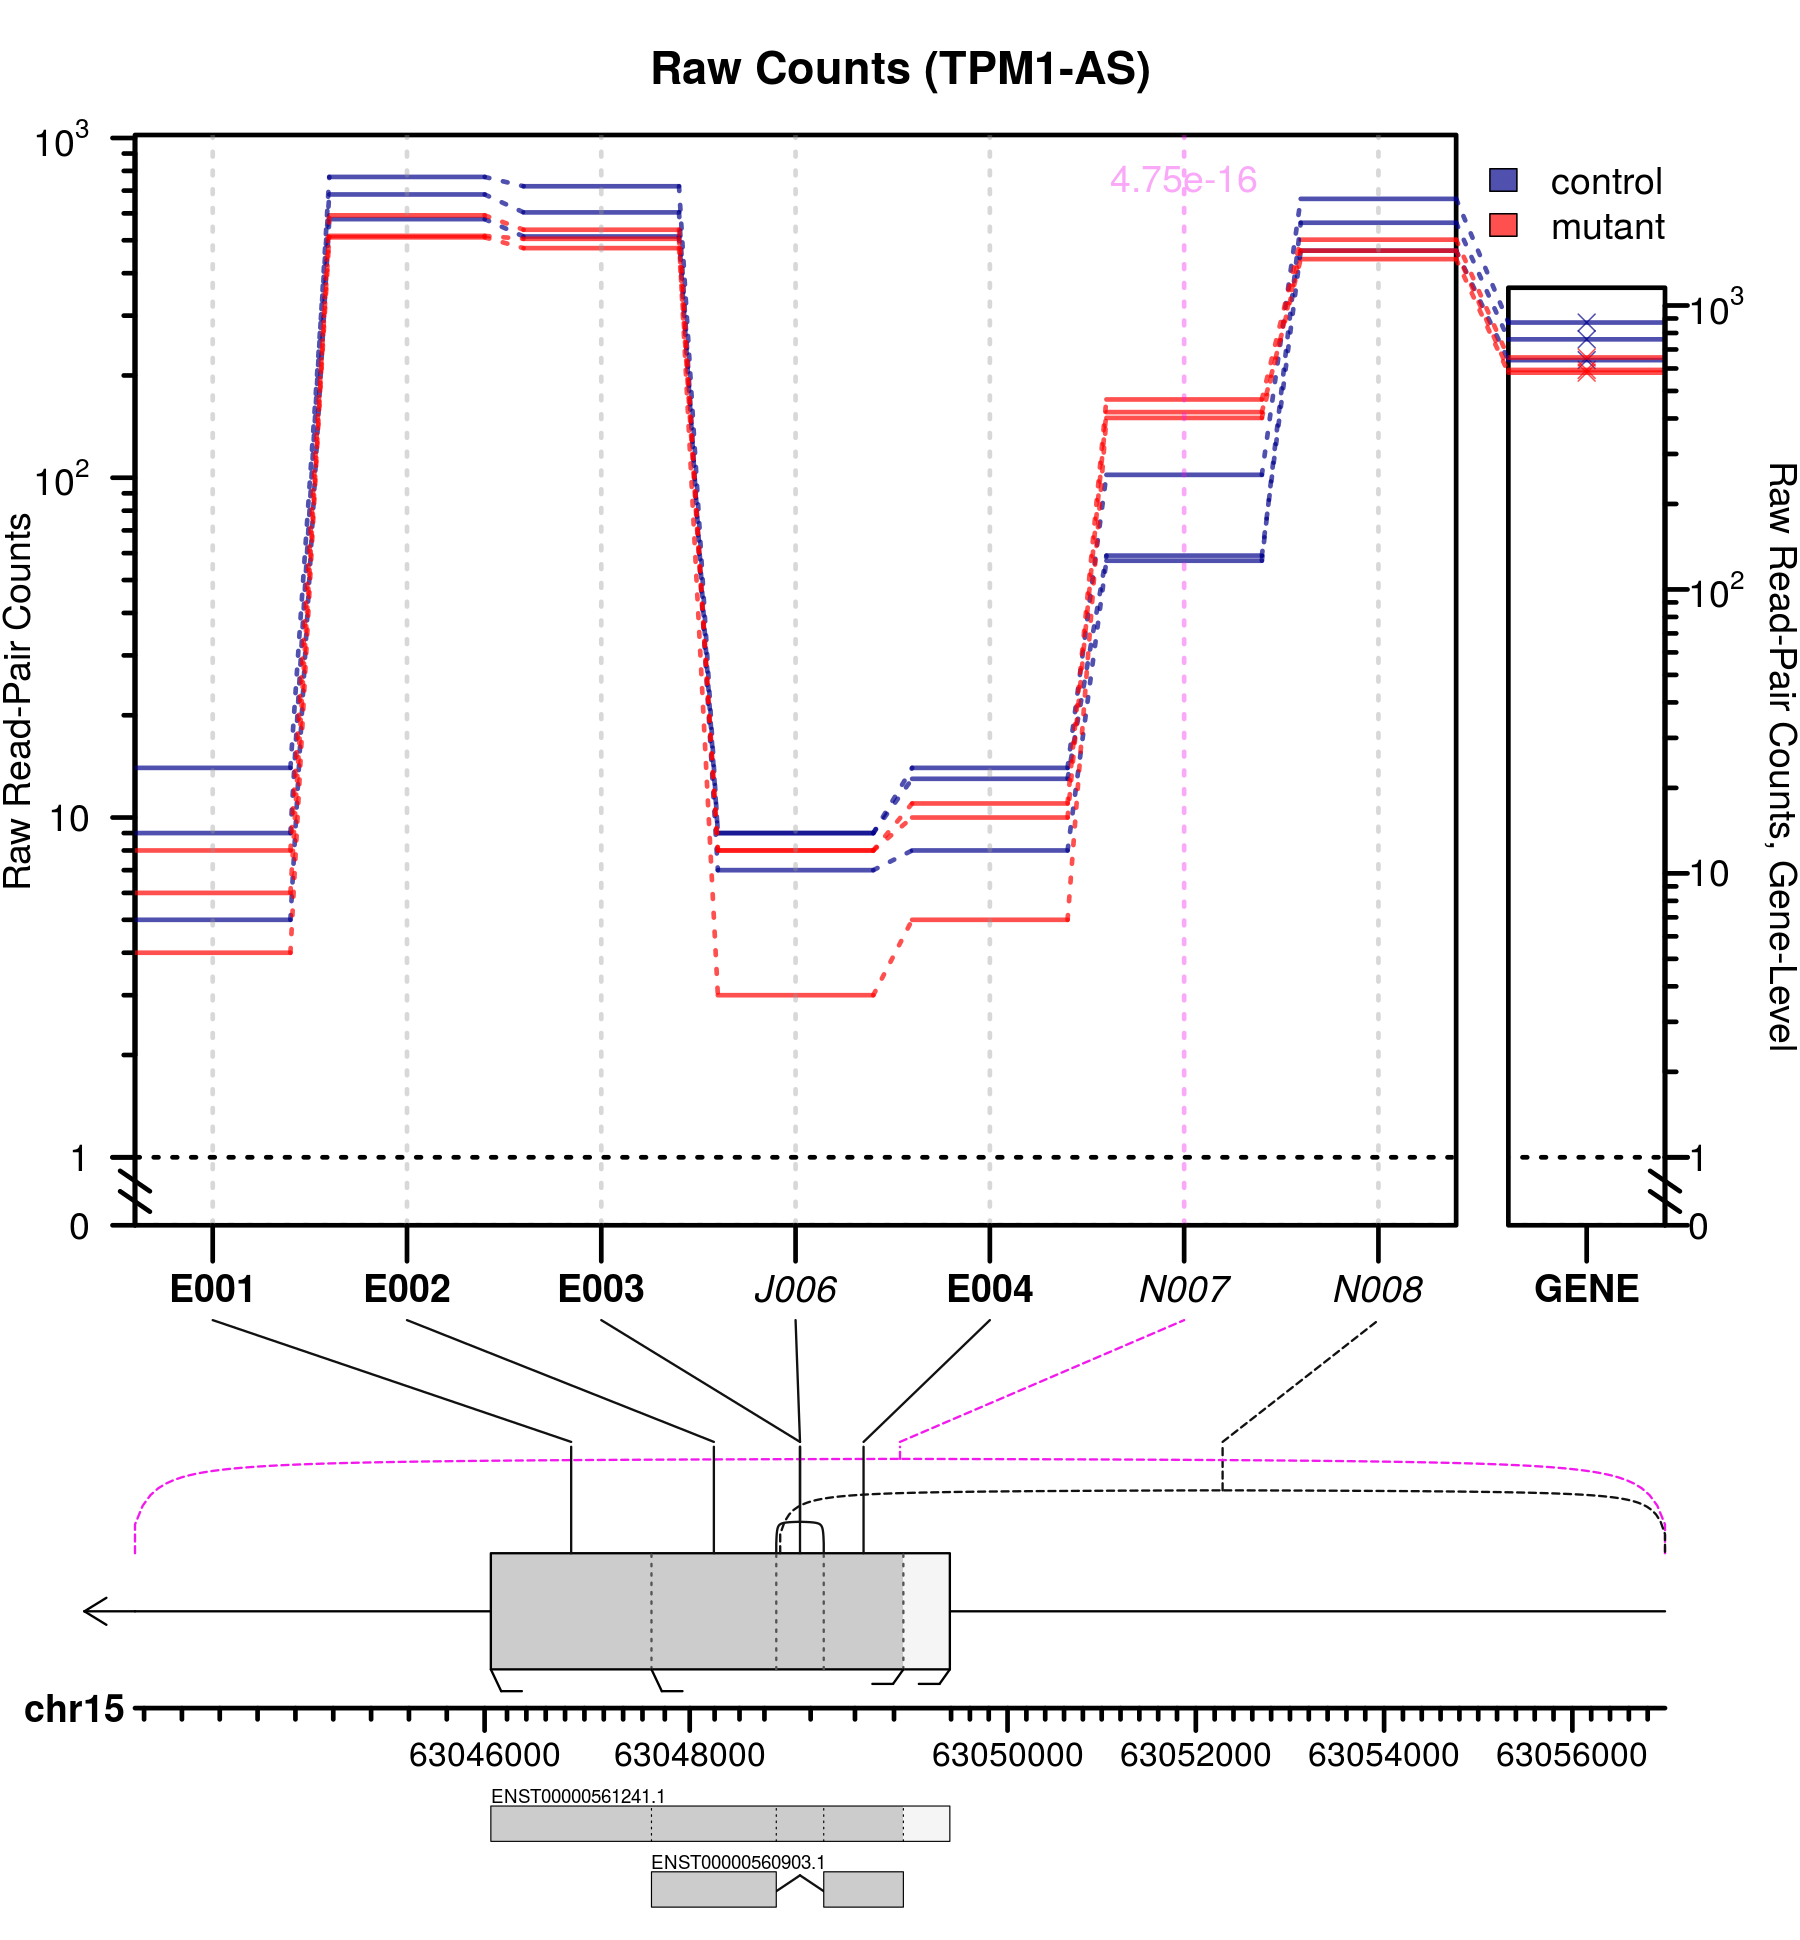 Raw Counts (TPM1-AS)
10³
10²
10
1
0
Raw Read-Pair Counts
4.75e-16
control
mutant
10³
10²
10
1
0
Raw Read-Pair Counts, Gene-Level
E001 E002 E003 J006 E004 N007 N008 GENE
chr15
63046000 63048000 63050000 63052000 63054000 63056000
ENST00000561241.1
ENST00000560903.1